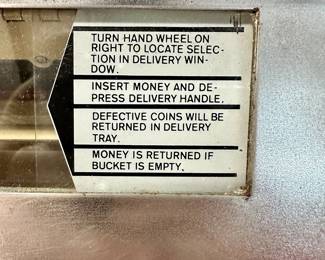 TURN HAND WHEEL ON
RIGHT TO LOCATE SELEC-
TION IN DELIVERY WIN-
DOW.
INSERT MONEY AND DE-
PRESS DELIVERY HANDLE.
DEFECTIVE COINS WILL BE
RETURNED IN DELIVERY
TRAY.
MONEY IS RETURNED IF
BUCKET IS EMPTY.